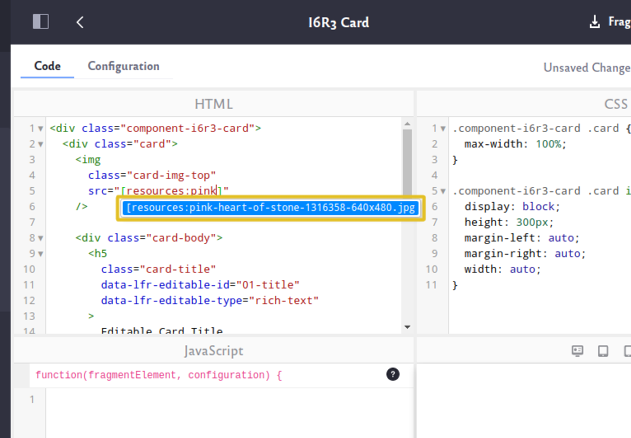 I6R3 Card
Frag
Code Configuration
Unsaved Change
HTML
1 <div class="component-i6r3-card">
2 <div class="card">
3 <img
4 class="card-img-top"
5 src="[resources:pink]"
6 />
[resources:pink-heart-of-stone-1316358-640x480.jpg
7
8 <div class="card-body">
9 <h5
10 class="card-title"
11 data-lfr-editable-id="01-title"
12 data-lfr-editable-type="rich-text"
13 >
14 Editable Card Title
CSS
1 .component-i6r3-card .card {
2 max-width: 100%;
3 }
4
5 .component-i6r3-card .card i
6 display: block;
7 height: 300px;
8 margin-left: auto;
9 margin-right: auto;
10 width: auto;
11 }
JavaScript
function(fragmentElement, configuration) {
?
1